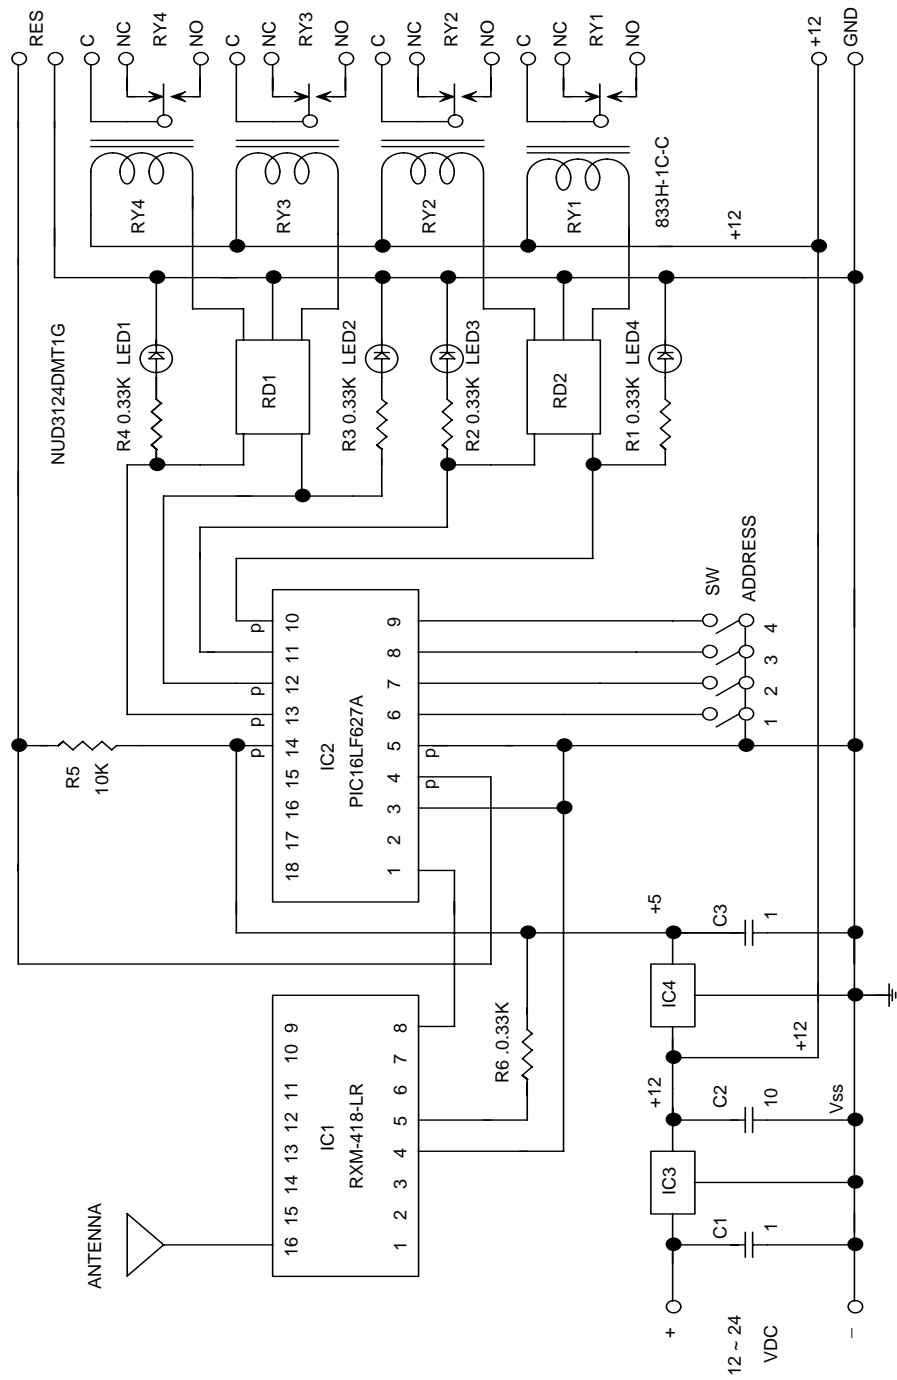 RES
C
NC
RY4
NO
C
NC
RY3
NO
C
NC
RY2
NO
C
NC
RY1
NO
+12
GND
RY4
RY3
RY2
RY1
833H-1C-C
+12
NUD3124DMT1G
R4 0.33K LED1
RD1
R3 0.33K LED2
R2 0.33K LED3
RD2
R1 0.33K LED4
R5
10K
p
p
p
p
18 17 16 15 14 13 12 11 10
IC2
PIC16LF627A
1 2 3 4 5 6 7 8 9
p
p
SW
ADDRESS
1 2 3 4
ANTENNA
16 15 14 13 12 11 10 9
IC1
RXM-418-LR
1 2 3 4 5 6 7 8
R6 .0.33K
+
12 ~ 24
VDC
–
C1
1
IC3
+12
C2
10
Vss
+12
IC4
+5
C3
1